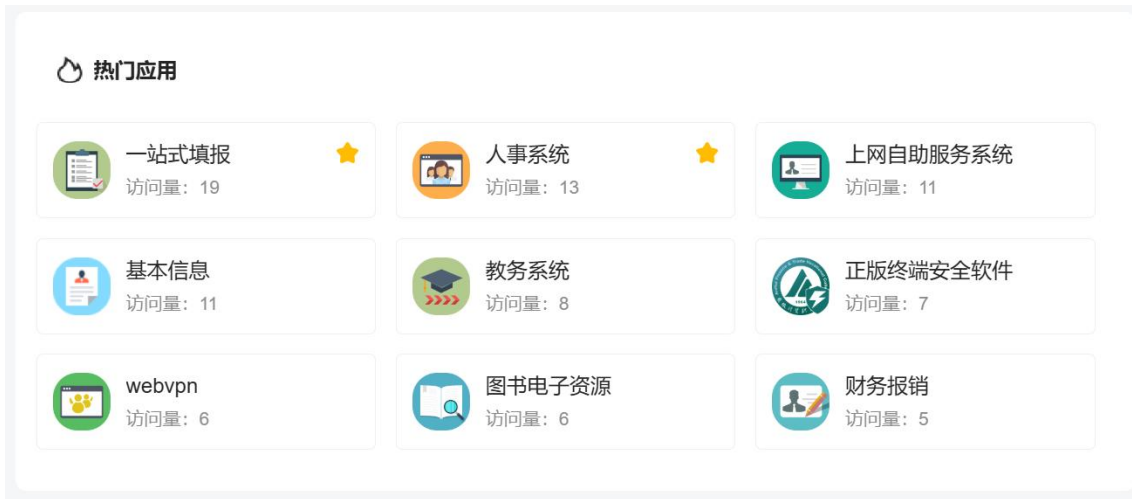 热门应用
一站式填报
访问量：19
人事系统
访问量：13
上网自助服务系统
访问量：11
基本信息
访问量：11
教务系统
访问量：8
正版终端安全软件
访问量：7
webvpn
访问量：6
图书电子资源
访问量：6
财务报销
访问量：5